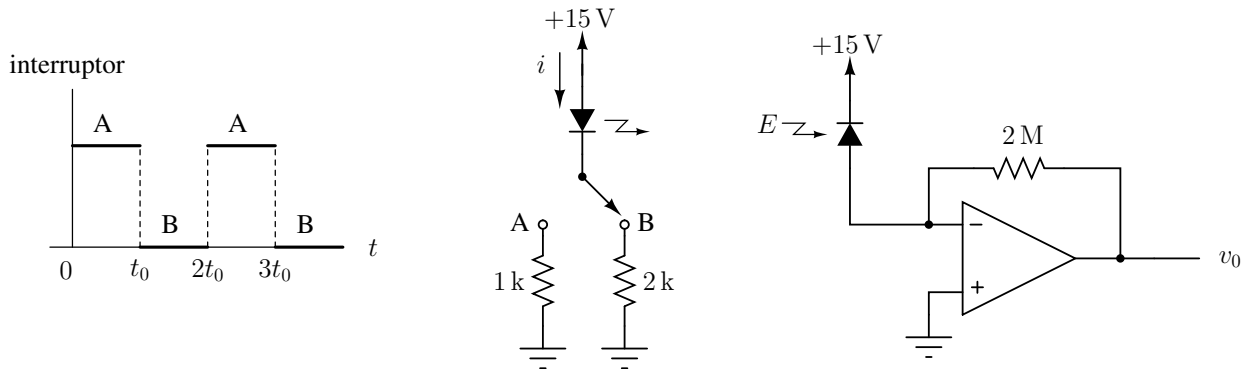 interruptor
A A
B B
0 t₀ 2t₀ 3t₀ t
+15 V
i
A B
1 k 2 k
+15 V
E
2 M
−
+
v₀